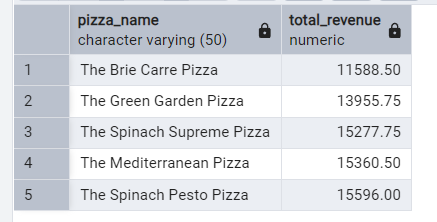 pizza_name total_revenue
character varying (50) numeric
1 The Brie Carre Pizza 11588.50
2 The Green Garden Pizza 13955.75
3 The Spinach Supreme Pizza 15277.75
4 The Mediterranean Pizza 15360.50
5 The Spinach Pesto Pizza 15596.00